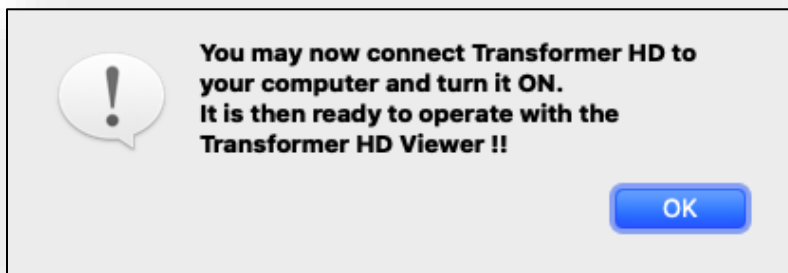 You may now connect Transformer HD to
your computer and turn it ON.
It is then ready to operate with the
Transformer HD Viewer !!
OK